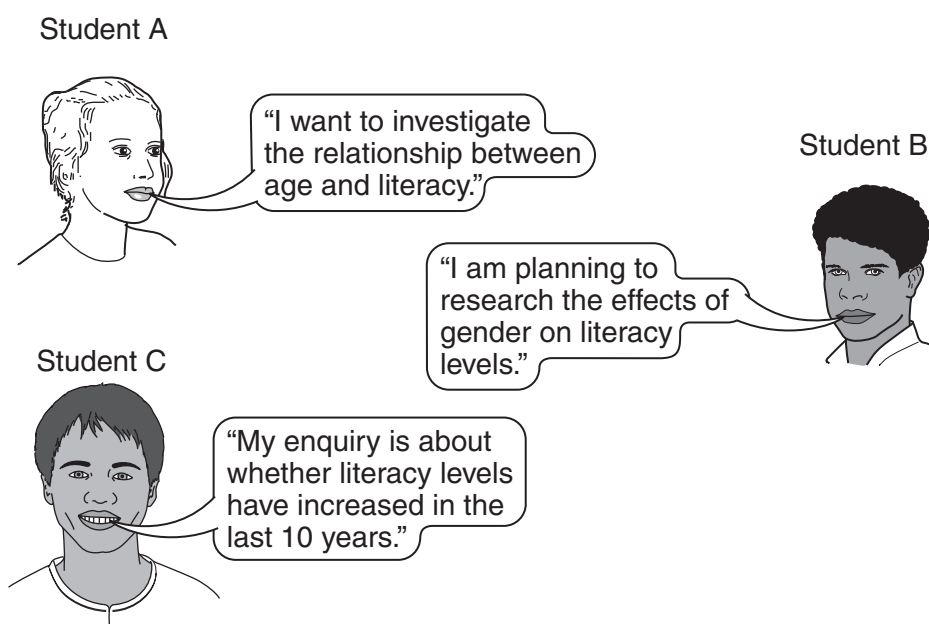 Student A
“I want to investigate
the relationship between
age and literacy.”
Student B
“I am planning to
research the effects of
gender on literacy
levels.”
Student C
“My enquiry is about
whether literacy levels
have increased in the
last 10 years.”